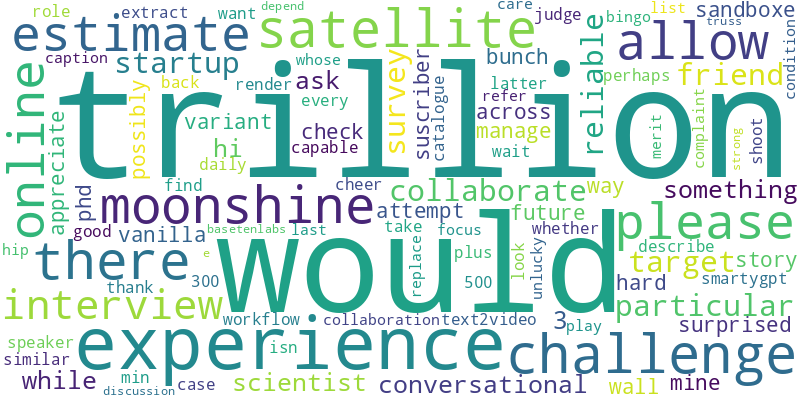 role extract want depend care judge list sandboxe
estimate satellite bingo truss allow
caption startup whose bunch
online trillion reliable condition
possibly back render ask survey suscriber catalogue latter perhaps friend
appreciate variant every refer across
hi check capable manage merit complaint strong shoot
daily wait
phd find cheer collaborate way something
moonshine attempt future
good vanilla basetenlabs last take focus whether please
there would replace plus look unlucky describe
hip e target story
thank 300 500 hard smartygpt
interview workflow collaboration text2video 3 play particular
speaker experience isn surprised
similar challenge
while min case scientist conversational wall mine
discussion